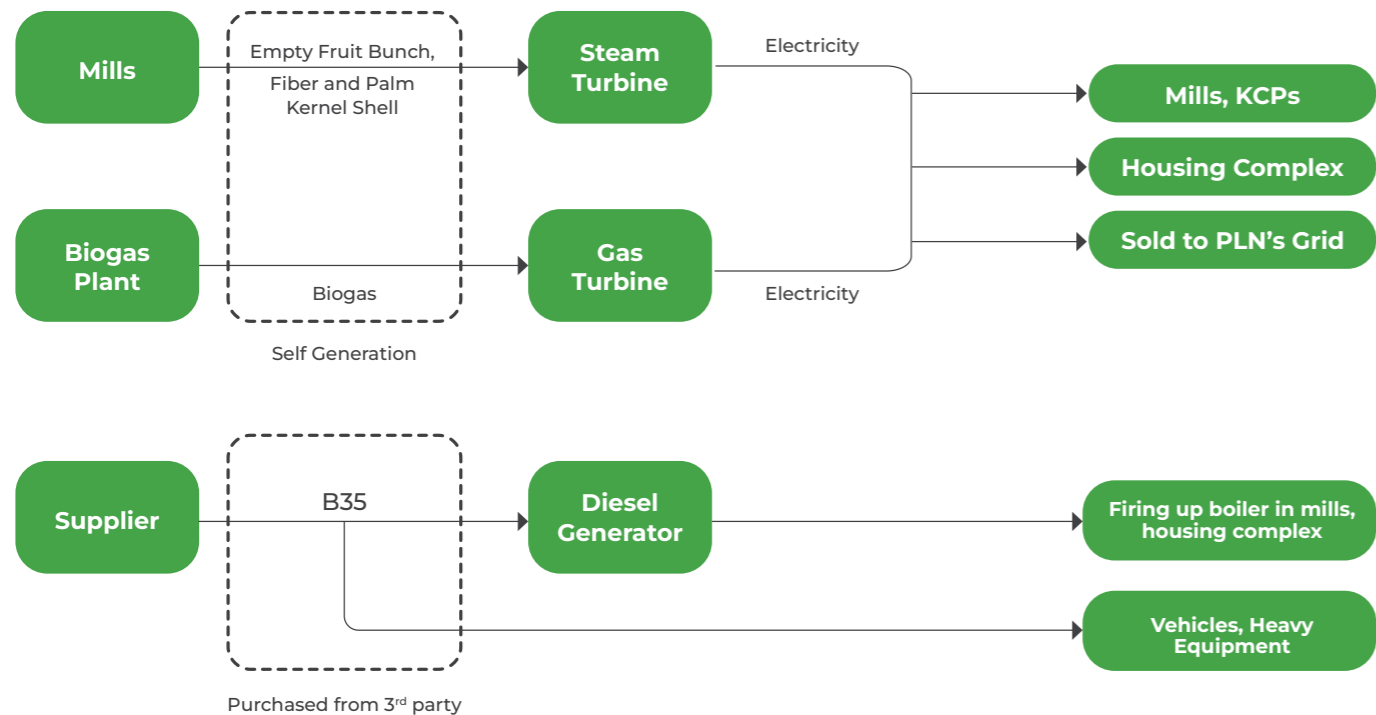 Mills
Empty Fruit Bunch,
Fiber and Palm
Kernel Shell
Steam
Turbine
Electricity
Mills, KCPs
Housing Complex
Sold to PLN’s Grid
Biogas
Plant
Biogas
Gas
Turbine
Electricity
Self Generation
Supplier
B35
Diesel
Generator
Firing up boiler in mills,
housing complex
Vehicles, Heavy
Equipment
Purchased from 3rd party